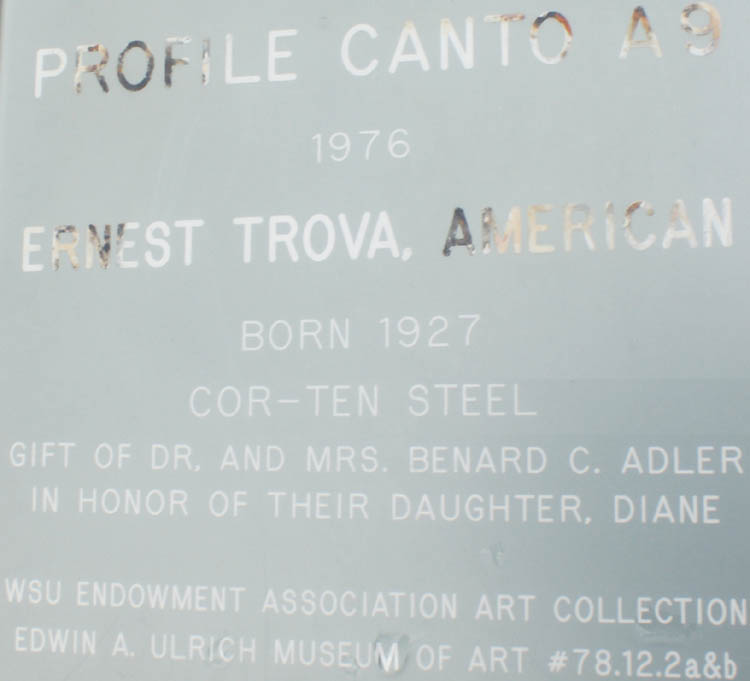 PROFILE CANTO A9
1976
ERNEST TROVA, AMERICAN
BORN 1927
COR-TEN STEEL
GIFT OF DR. AND MRS. BENARD C. ADLER
IN HONOR OF THEIR DAUGHTER, DIANE
WSU ENDOWMENT ASSOCIATION ART COLLECTION
EDWIN A. ULRICH MUSEUM OF ART #78.12.2a&b